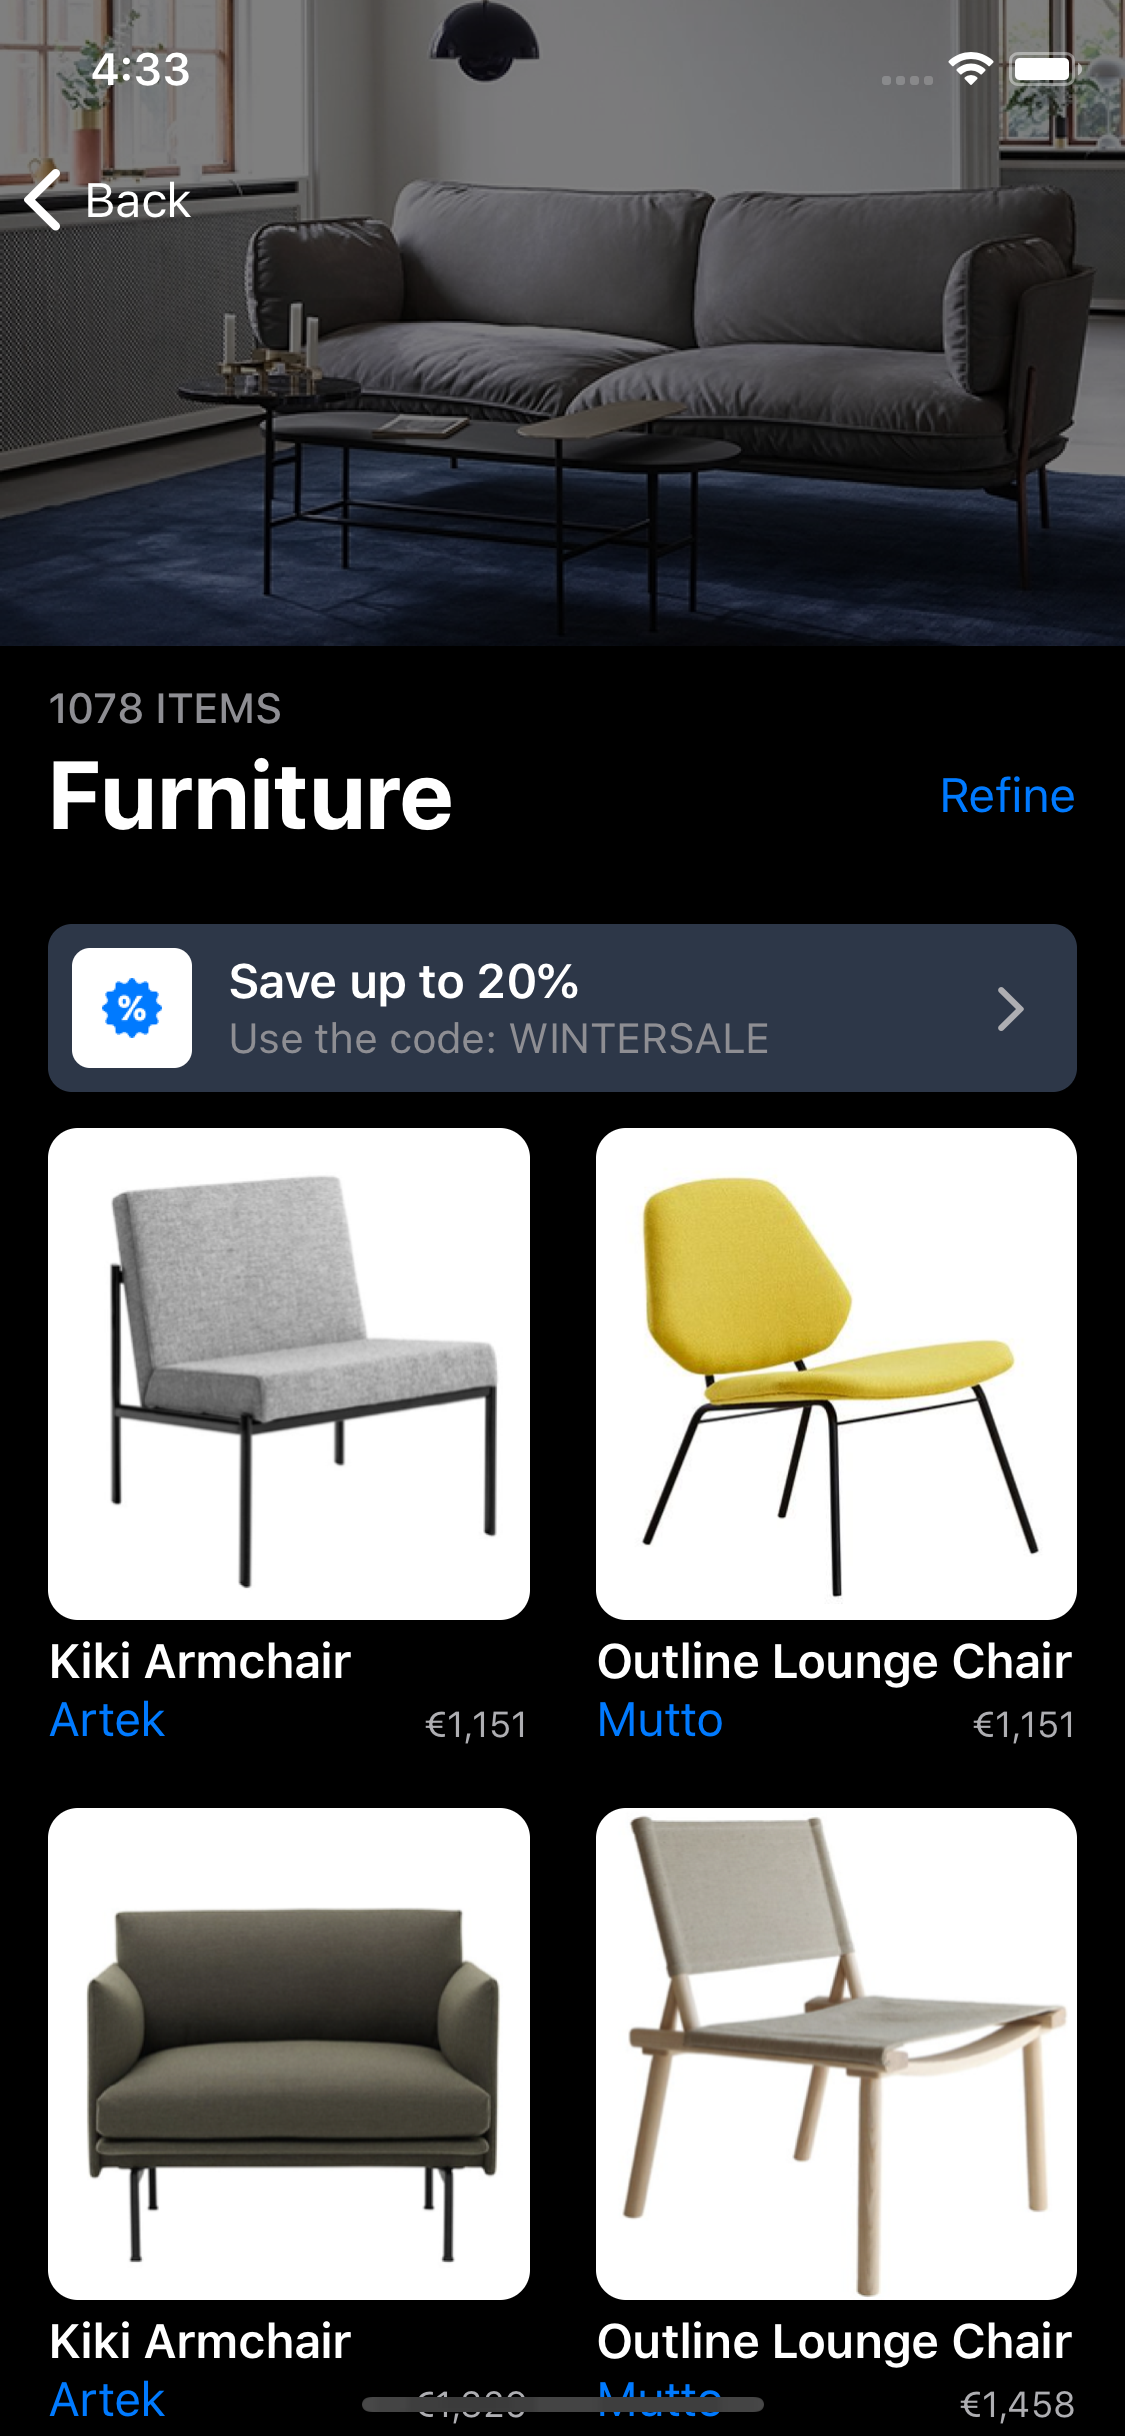 4:33
Back
1078 ITEMS
Furniture
Refine
%
Save up to 20%
Use the code: WINTERSALE
Kiki Armchair
Artek
€1,151
Outline Lounge Chair
Mutto
€1,151
Kiki Armchair
Artek
Outline Lounge Chair
Mutto
€1,458